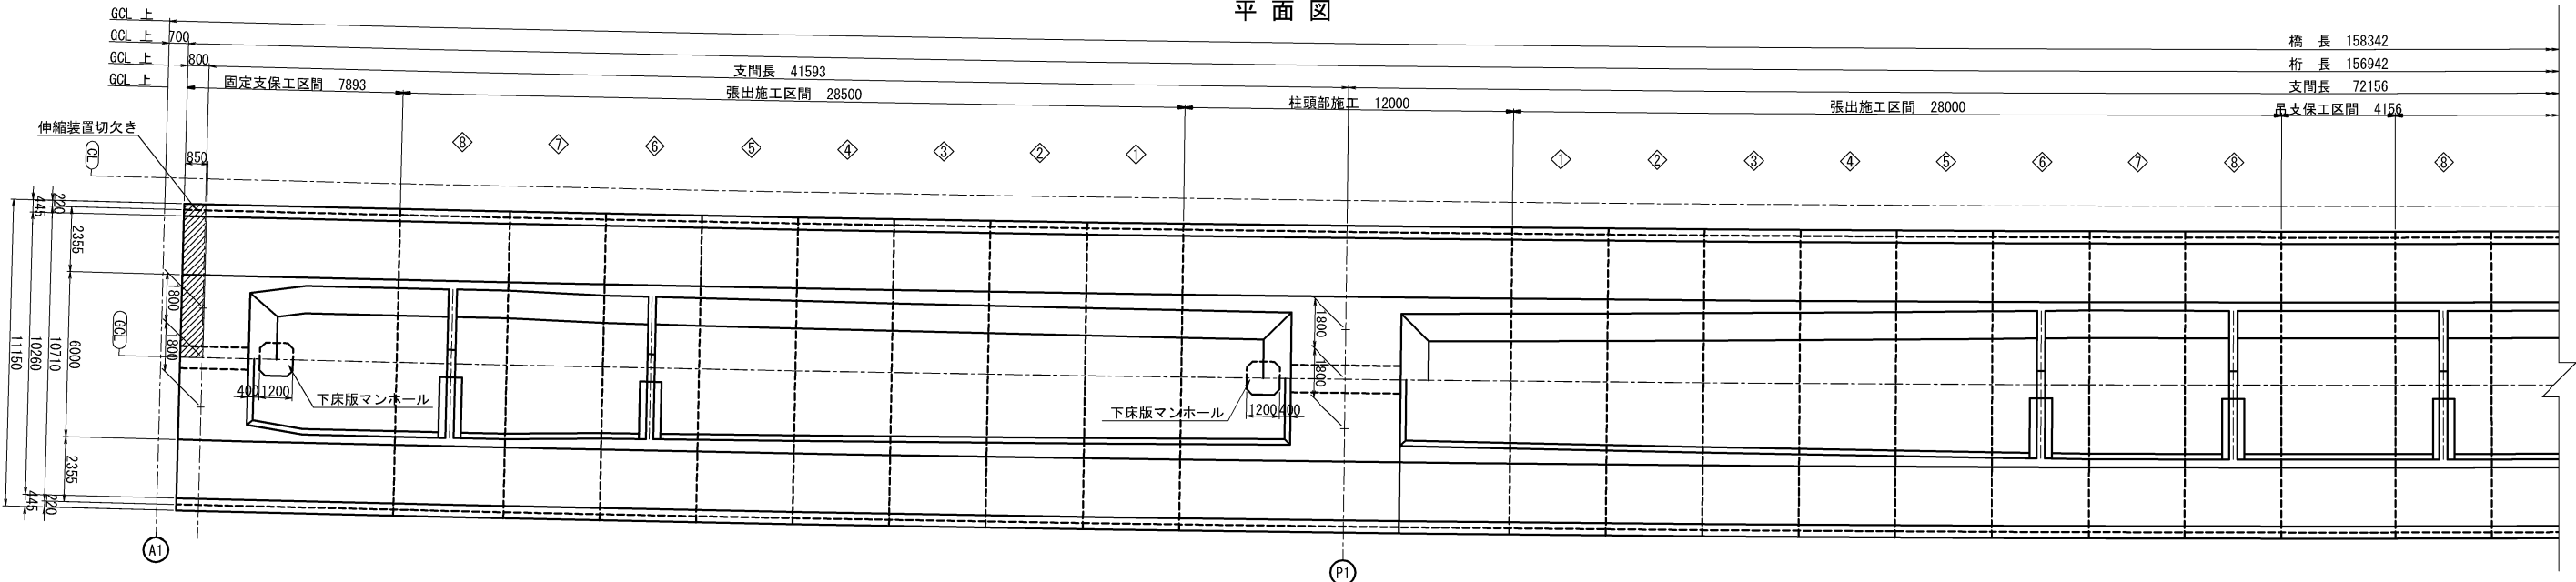 平 面 図
GCL 上
橋 長 158342
GCL 上 700
桁 長 156942
GCL 上 800
支間長 41593
支間長 72156
GCL 上
固定支保工区間 7893
張出施工区間 28500
柱頭部施工 12000
張出施工区間 28000
吊支保工区間 4156
伸縮装置切欠き
CL
850
8 7 6 5 4 3 2 1
1 2 3 4 5 6 7 8 8
445
220
2355
1800
1800
GCL
11150
10260
10710
6000
2355
445
220
400 1200
下床版マンホール
下床版マンホール
1200 400
1800
1800
A1
P1